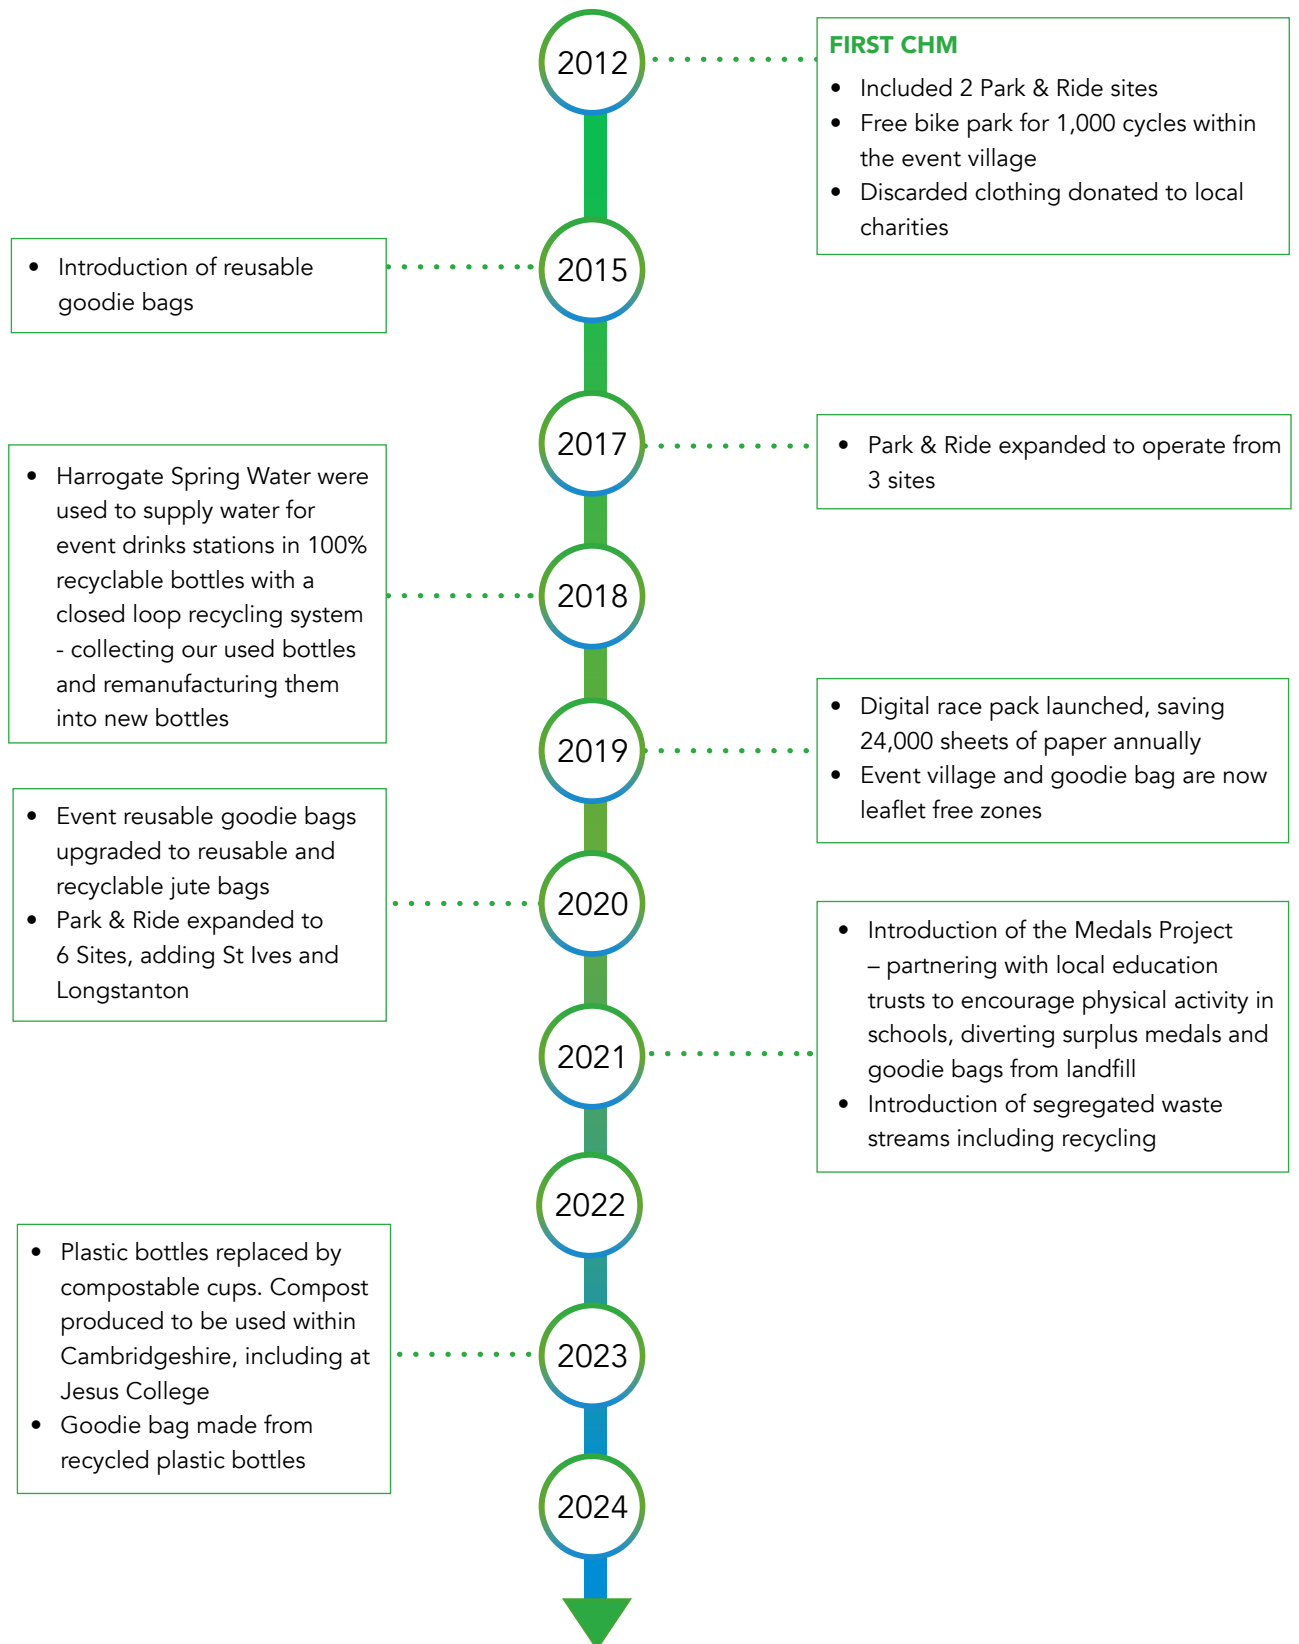 2012
FIRST CHM
• Included 2 Park & Ride sites
• Free bike park for 1,000 cycles within
the event village
• Discarded clothing donated to local
charities
2015
• Introduction of reusable
goodie bags
2017
• Park & Ride expanded to operate from
3 sites
2018
• Harrogate Spring Water were
used to supply water for
event drinks stations in 100%
recyclable bottles with a
closed loop recycling system
- collecting our used bottles
and remanufacturing them
into new bottles
2019
• Digital race pack launched, saving
24,000 sheets of paper annually
• Event village and goodie bag are now
leaflet free zones
2020
• Event reusable goodie bags
upgraded to reusable and
recyclable jute bags
• Park & Ride expanded to
6 Sites, adding St Ives and
Longstanton
2021
• Introduction of the Medals Project
– partnering with local education
trusts to encourage physical activity in
schools, diverting surplus medals and
goodie bags from landfill
• Introduction of segregated waste
streams including recycling
2022
2023
• Plastic bottles replaced by
compostable cups. Compost
produced to be used within
Cambridgeshire, including at
Jesus College
• Goodie bag made from
recycled plastic bottles
2024